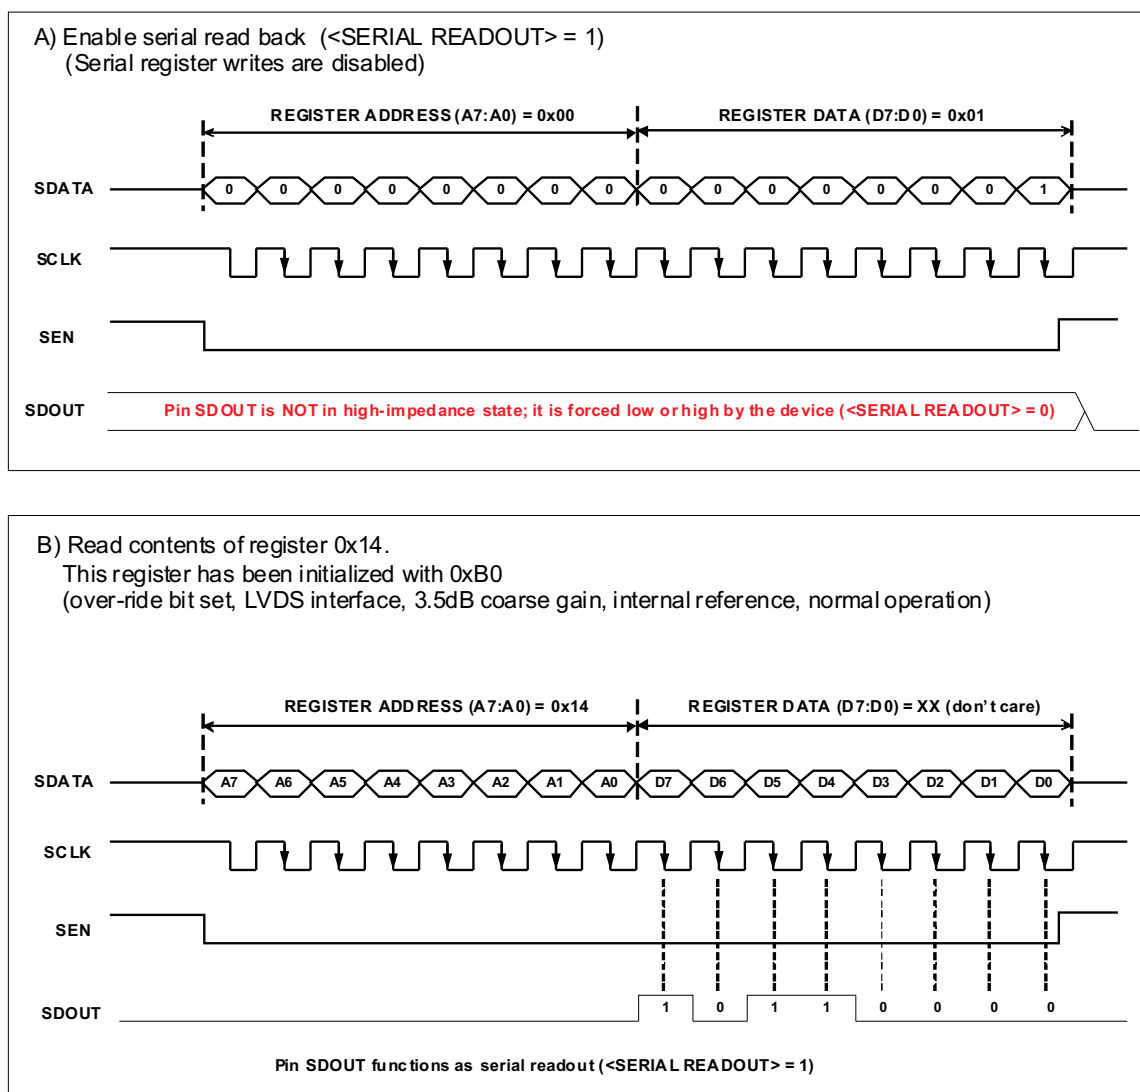 A) Enable serial read back (<SERIAL READOUT> = 1)
(Serial register writes are disabled)
REGISTER ADDRESS (A7:A0) = 0x00 REGISTER DATA (D7:D0) = 0x01
SDATA 0 0 0 0 0 0 0 0 0 0 0 0 0 0 0 1
SCLK
SEN
SDOUT Pin SDOUT is NOT in high-impedance state; it is forced low or high by the device (<SERIAL READOUT> = 0)
B) Read contents of register 0x14.
This register has been initialized with 0xB0
(over-ride bit set, LVDS interface, 3.5dB coarse gain, internal reference, normal operation)
REGISTER ADDRESS (A7:A0) = 0x14 REGISTER DATA (D7:D0) = XX (don't care)
SDATA A7 A6 A5 A4 A3 A2 A1 A0 D7 D6 D5 D4 D3 D2 D1 D0
SCLK
SEN
SDOUT 1 0 1 1 0 0 0 0
Pin SDOUT functions as serial readout (<SERIAL READOUT> = 1)